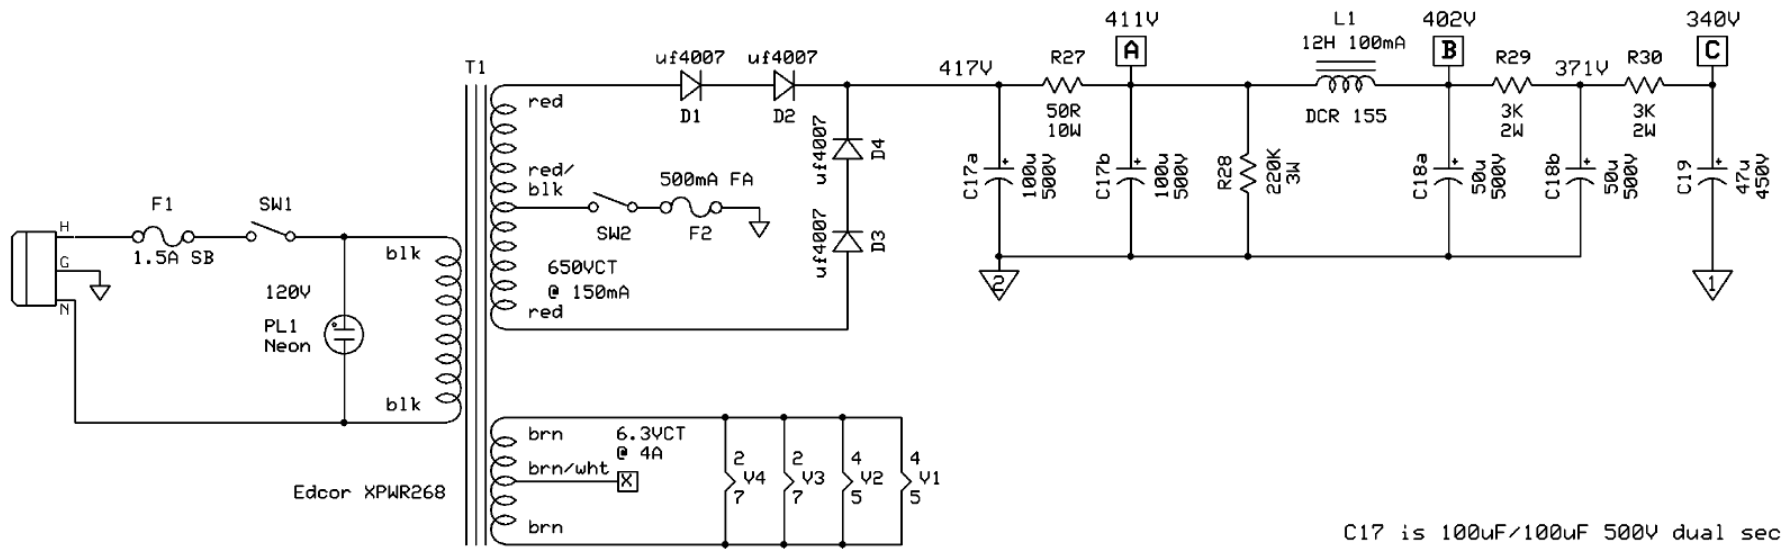 411V
L1
402V
340V
12H 100mA
A
B
C
T1
uf4007
uf4007
417V
R27
R29
371V
R30
red
D1
D2
50R
10W
DCR 155
3K
2W
3K
2W
uf4007
D4
C17a
100u
500V
C17b
100u
500V
R28
220K
3W
C18a
50u
500V
C18b
50u
500V
C19
47u
450V
red/
blk
500mA FA
SW2
F2
uf4007
D3
F1
SW1
H
1.5A SB
blk
G
N
650VCT
@ 150mA
red
2
1
120V
PL1
Neon
blk
brn
6.3VCT
@ 4A
brn/wht
X
brn
2
V4
7
2
V3
7
4
V2
5
4
V1
5
Edcor XPWR268
C17 is 100uF/100uF 500V dual sec